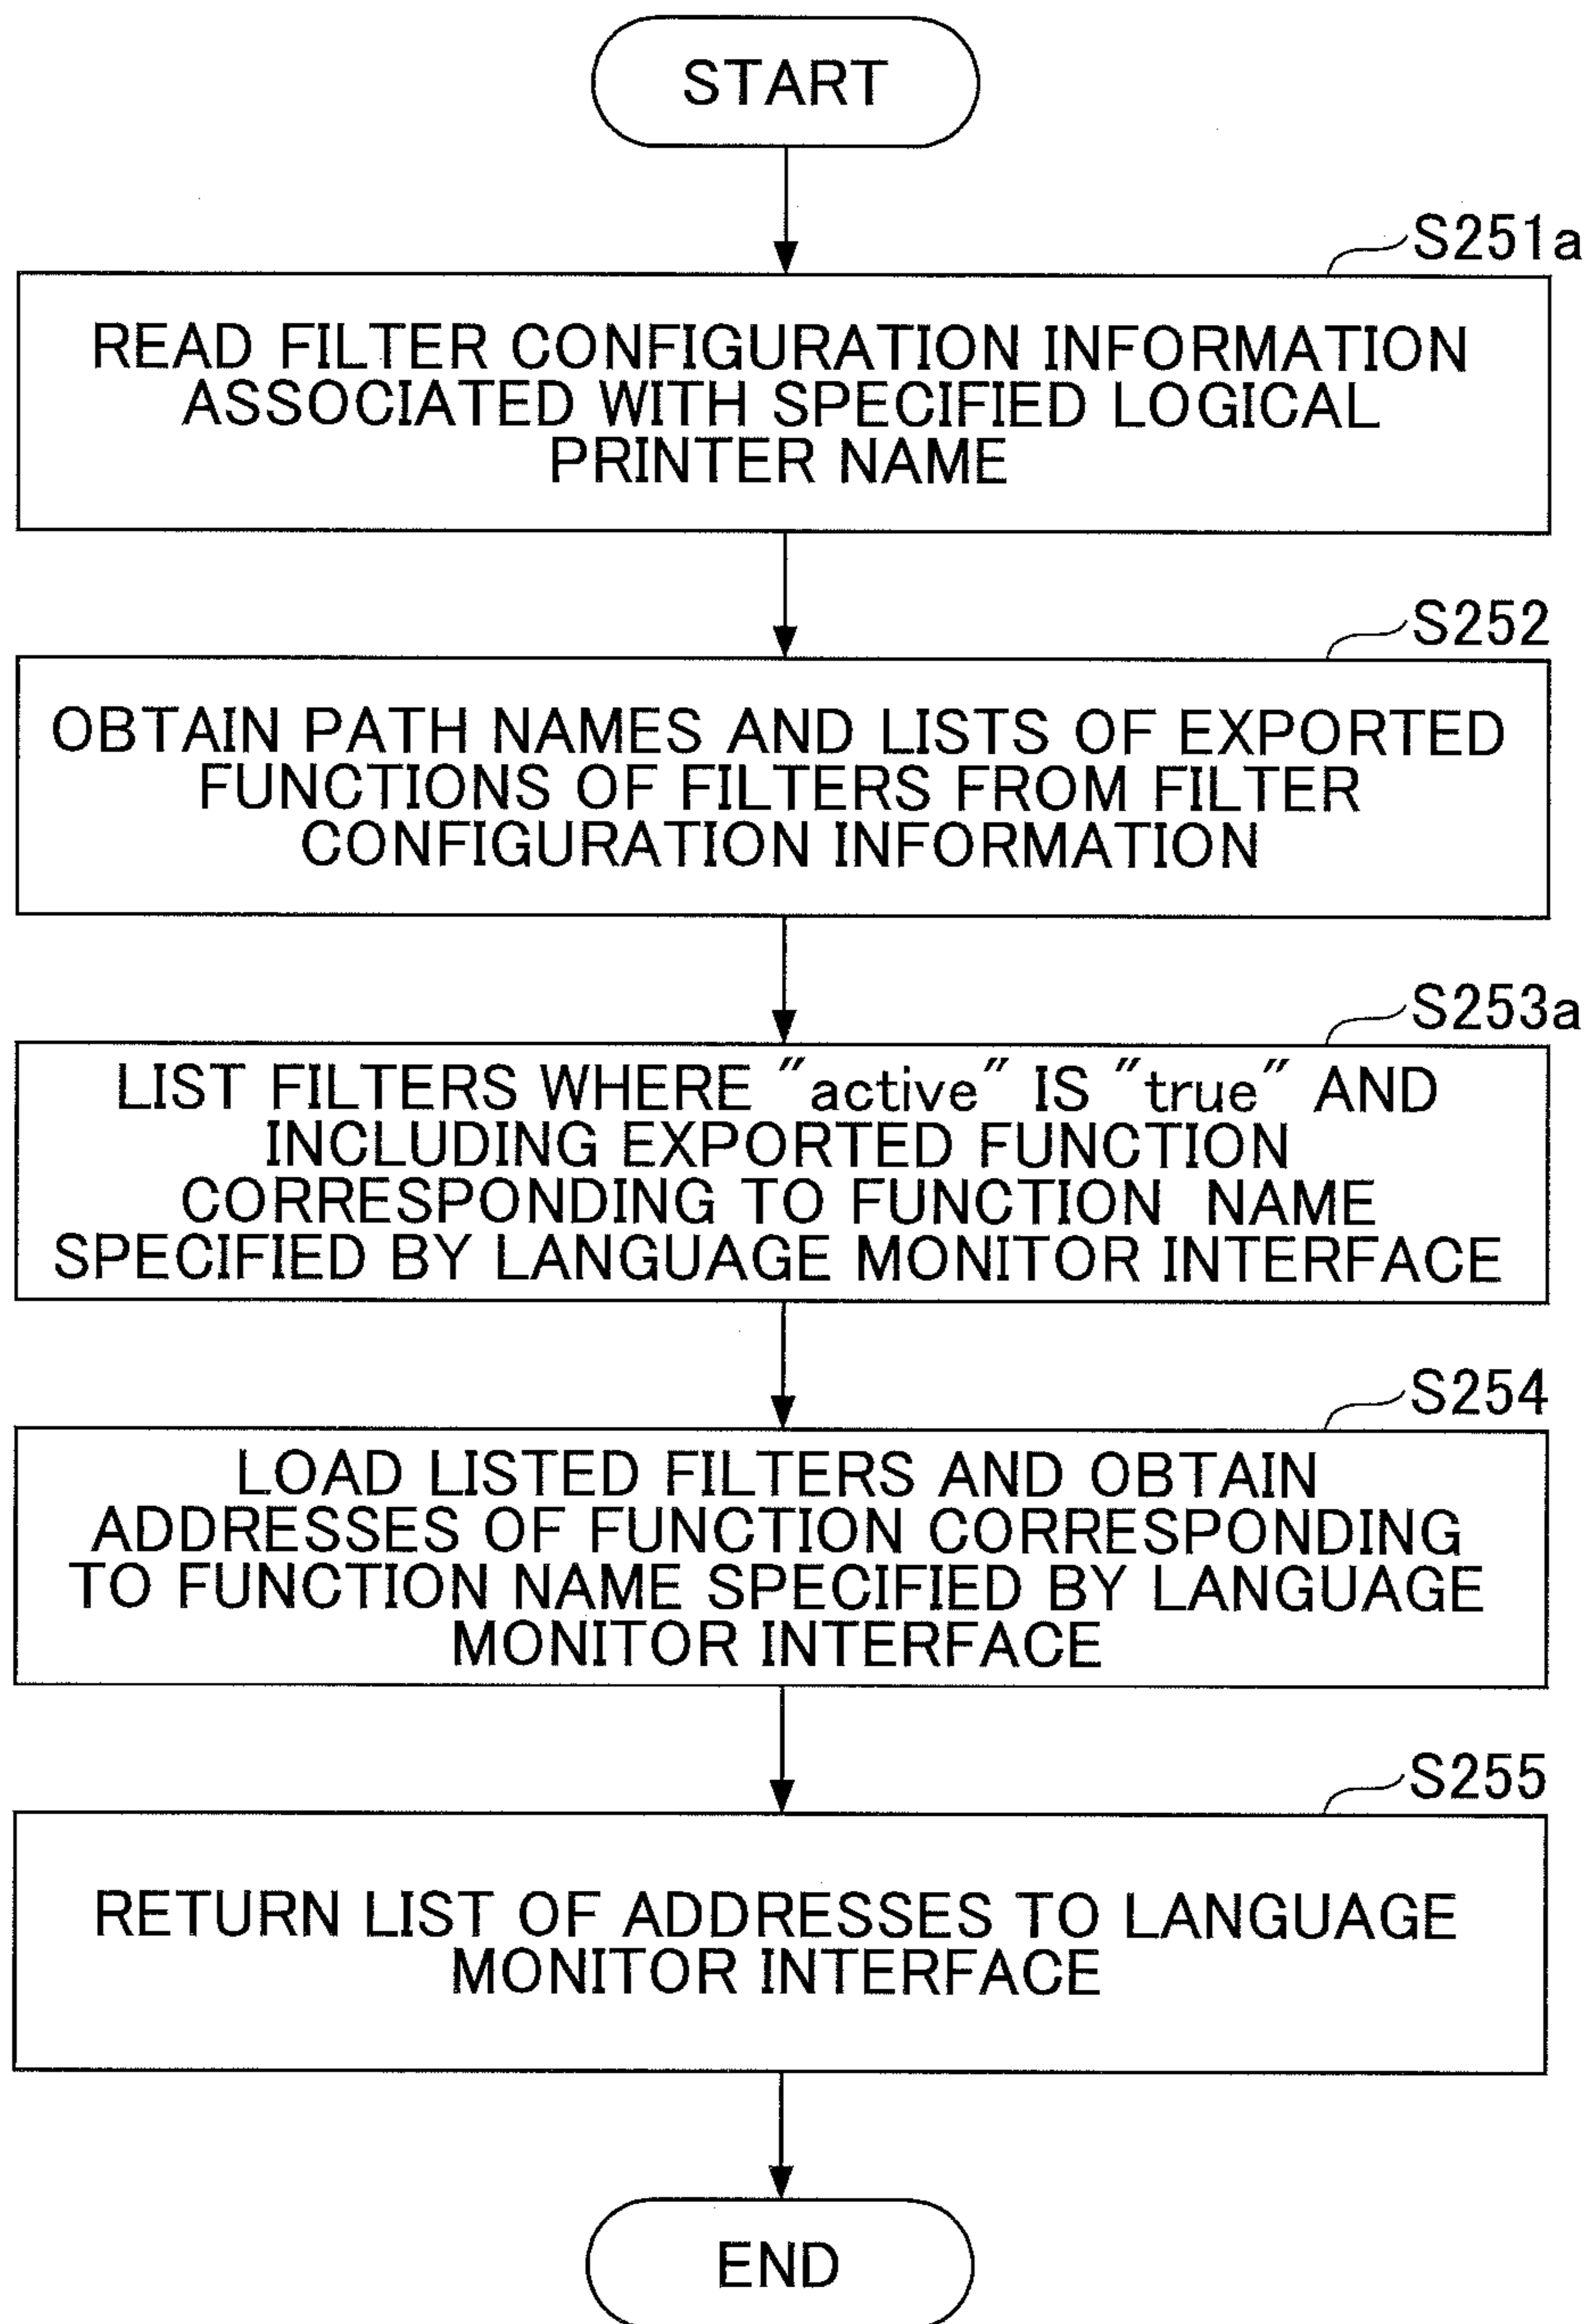 START
S251a
READ FILTER CONFIGURATION INFORMATION
ASSOCIATED WITH SPECIFIED LOGICAL
PRINTER NAME
S252
OBTAIN PATH NAMES AND LISTS OF EXPORTED
FUNCTIONS OF FILTERS FROM FILTER
CONFIGURATION INFORMATION
S253a
LIST FILTERS WHERE "active" IS "true" AND
INCLUDING EXPORTED FUNCTION
CORRESPONDING TO FUNCTION NAME
SPECIFIED BY LANGUAGE MONITOR INTERFACE
S254
LOAD LISTED FILTERS AND OBTAIN
ADDRESSES OF FUNCTION CORRESPONDING
TO FUNCTION NAME SPECIFIED BY LANGUAGE
MONITOR INTERFACE
S255
RETURN LIST OF ADDRESSES TO LANGUAGE
MONITOR INTERFACE
END